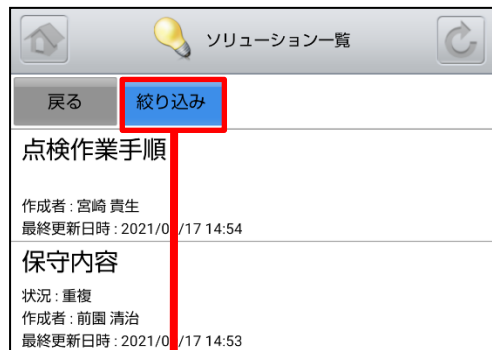 ソリューション一覧
戻る 絞り込み
点検作業手順
作成者 : 宮崎 貴生
最終更新日時 : 2021/0 /17 14:54
保守内容
状況 : 重複
作成者 : 前園 清治
最終更新日時 : 2021/0 /17 14:53